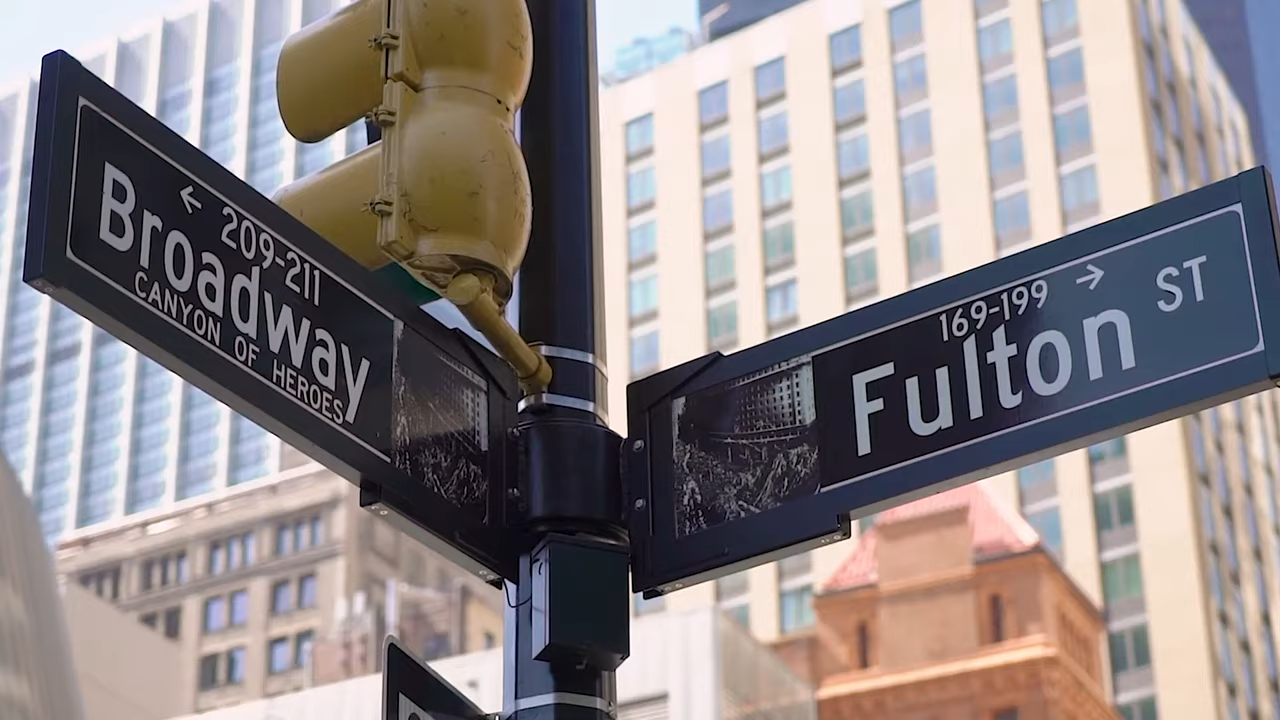 ← 209-211
Broadway
CANYON OF HEROES
169-199 →
Fulton ST